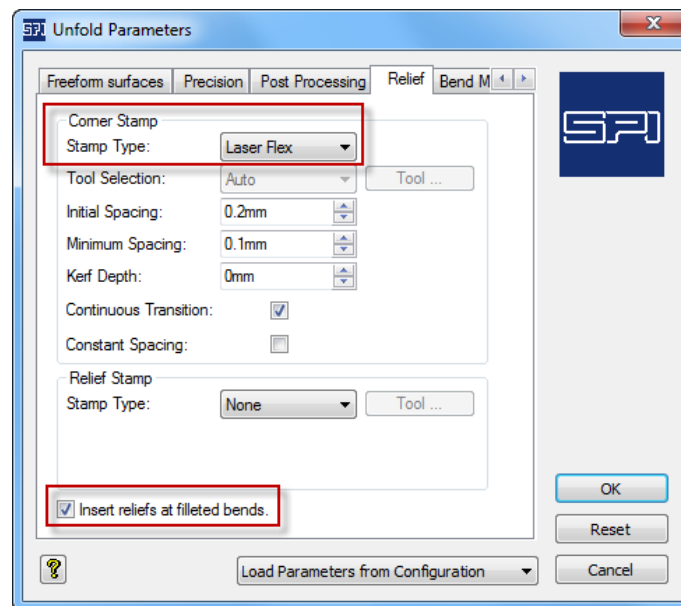 SPI Unfold Parameters
Freeform surfaces Precision Post Processing Relief Bend M
Corner Stamp
Stamp Type: Laser Flex
Tool Selection: Auto Tool ...
Initial Spacing: 0.2mm
Minimum Spacing: 0.1mm
Kerf Depth: 0mm
Continuous Transition:
Constant Spacing:
Relief Stamp
Stamp Type: None Tool ...
Insert reliefs at filleted bends.
Load Parameters from Configuration
SPI
OK
Reset
Cancel